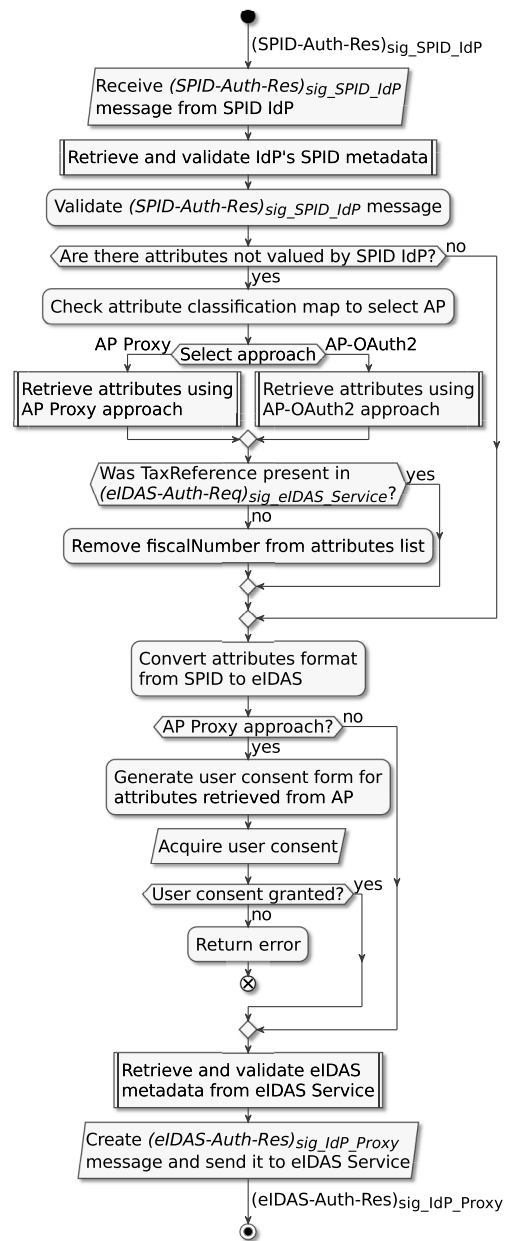 (SPID-Auth-Res)sig_SPID_IdP
Receive (SPID-Auth-Res)sig_SPID_IdP
message from SPID IdP
Retrieve and validate IdP's SPID metadata
Validate (SPID-Auth-Res)sig_SPID_IdP message
Are there attributes not valued by SPID IdP?
no
yes
Check attribute classification map to select AP
AP Proxy
Select approach
AP-OAuth2
Retrieve attributes using
AP Proxy approach
Retrieve attributes using
AP-OAuth2 approach
Was TaxReference present in
(eIDAS-Auth-Req)sig_eIDAS_Service?
yes
no
Remove fiscalNumber from attributes list
Convert attributes format
from SPID to eIDAS
AP Proxy approach?
no
yes
Generate user consent form for
attributes retrieved from AP
Acquire user consent
User consent granted?
yes
no
Return error
Retrieve and validate eIDAS
metadata from eIDAS Service
Create (eIDAS-Auth-Res)sig_IdP_Proxy
message and send it to eIDAS Service
(eIDAS-Auth-Res)sig_IdP_Proxy